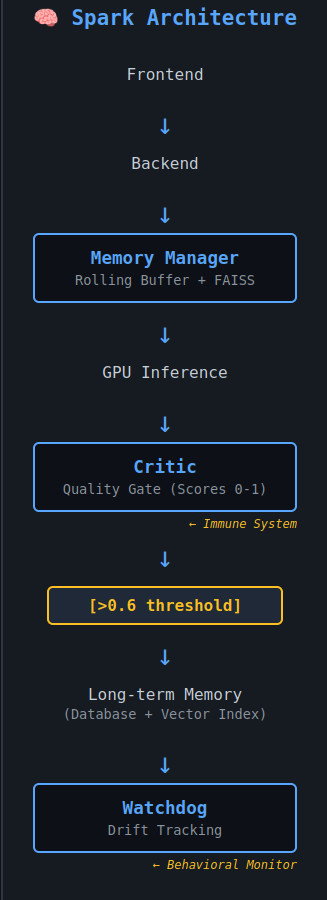 🧠 Spark Architecture
Frontend
↓
Backend
↓
Memory Manager
Rolling Buffer + FAISS
↓
GPU Inference
↓
Critic
Quality Gate (Scores 0-1)
← Immune System
↓
[>0.6 threshold]
↓
Long-term Memory
(Database + Vector Index)
↓
Watchdog
Drift Tracking
← Behavioral Monitor